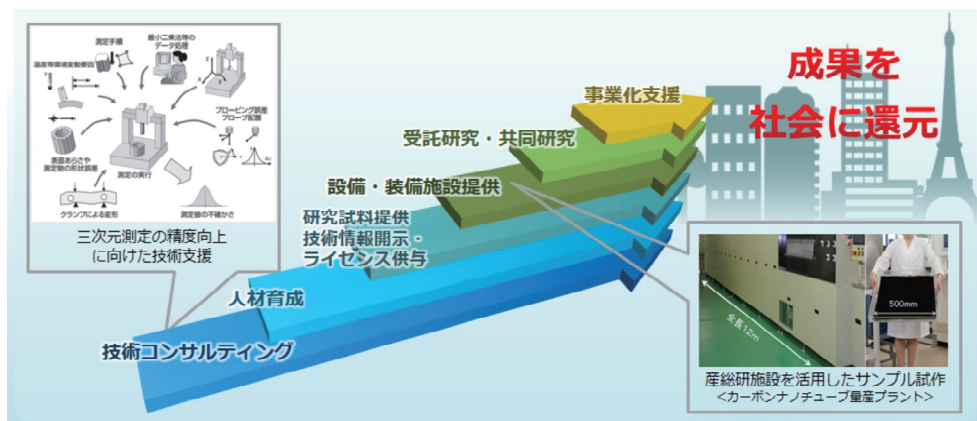 成果を
社会に還元
事業化支援
受託研究・共同研究
設備・装備施設提供
研究試料提供
技術情報開示・
ライセンス供与
人材育成
技術コンサルティング
測定手順
最小二乗法等の
データ処理
温度等環境変動要因
プロービング誤差
プローブ配置
表面あらさや
測定物の形状誤差
測定の実行
クランプによる変形
測定値の不確かさ
三次元測定の精度向上
に向けた技術支援
全長12m
500mm
産総研施設を活用したサンプル試作
<カーボンナノチューブ量産プラント>